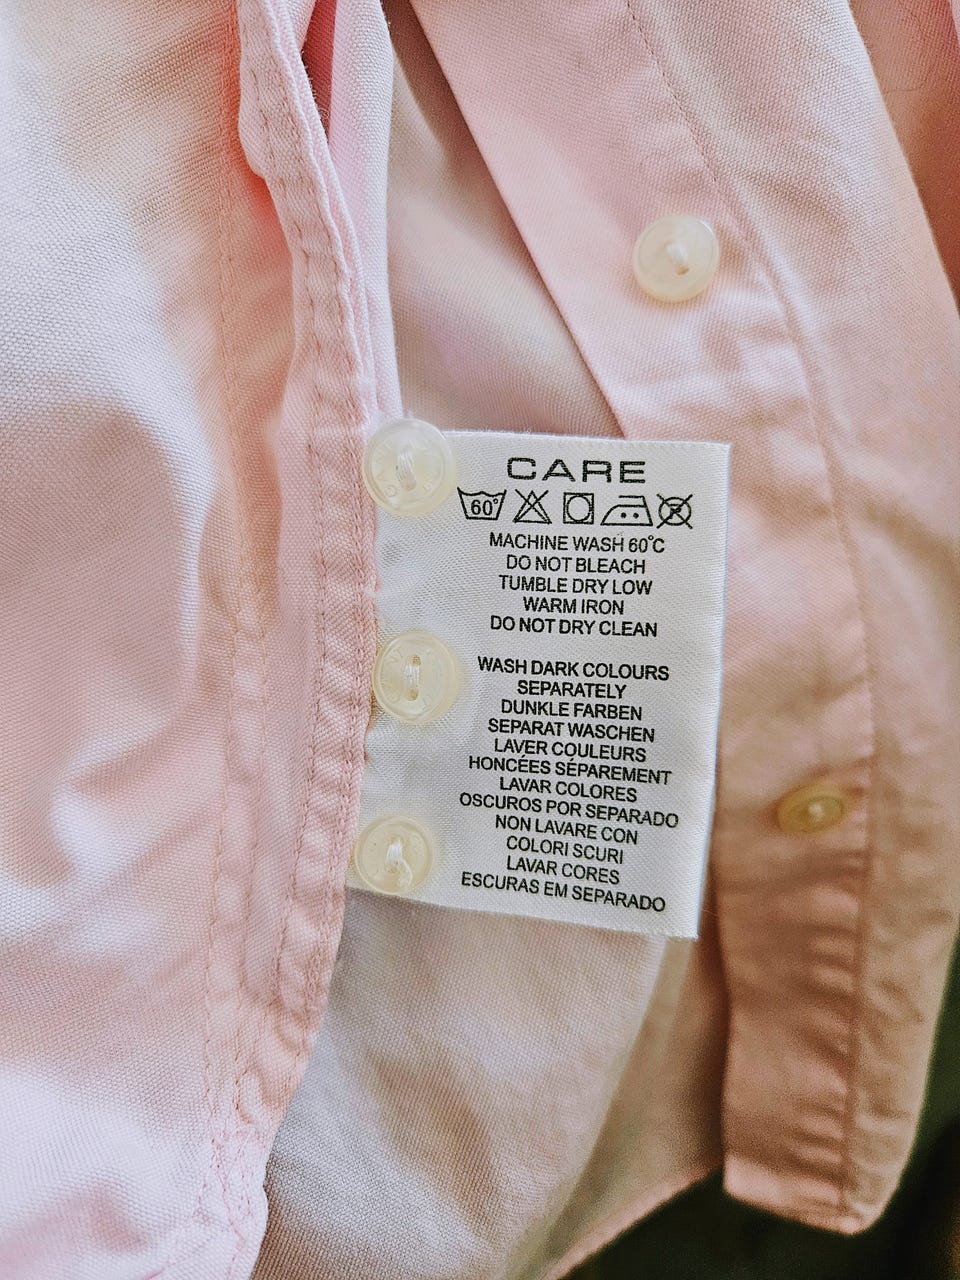 CARE
60°
MACHINE WASH 60°C
DO NOT BLEACH
TUMBLE DRY LOW
WARM IRON
DO NOT DRY CLEAN
WASH DARK COLOURS
SEPARATELY
DUNKLE FARBEN
SEPARAT WASCHEN
LAVER COULEURS
HONCÉES SÉPAREMENT
LAVAR COLORES
OSCUROS POR SEPARADO
NON LAVARE CON
COLORI SCURI
LAVAR CORES
ESCURAS EM SEPARADO